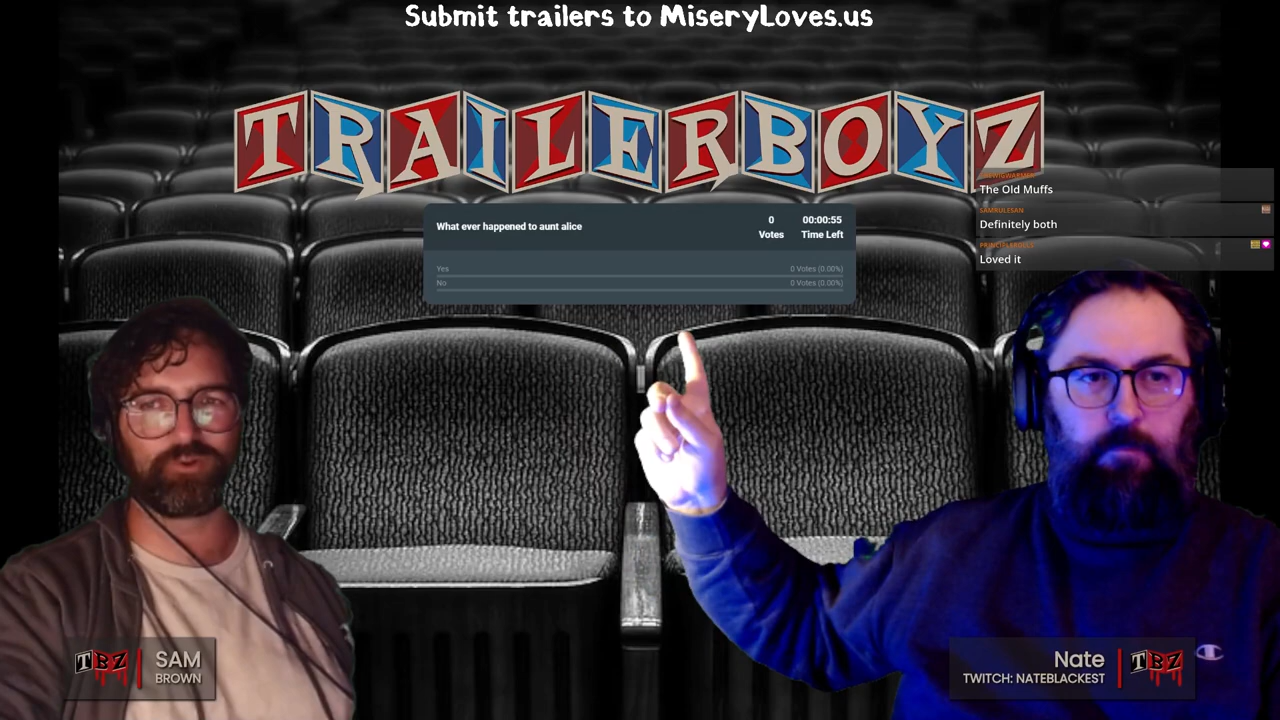 Submit trailers to MiseryLoves.us
TRAILERBOYZ
The Old Muffs
SAMRULESAN
Definitely both
Loved it
What ever happened to aunt alice
0
Votes
00:00:55
Time Left
Yes
0 Votes (0.00%)
No
0 Votes (0.00%)
TBZ
SAM
BROWN
Nate
TWITCH: NATEBLACKEST
TBZ